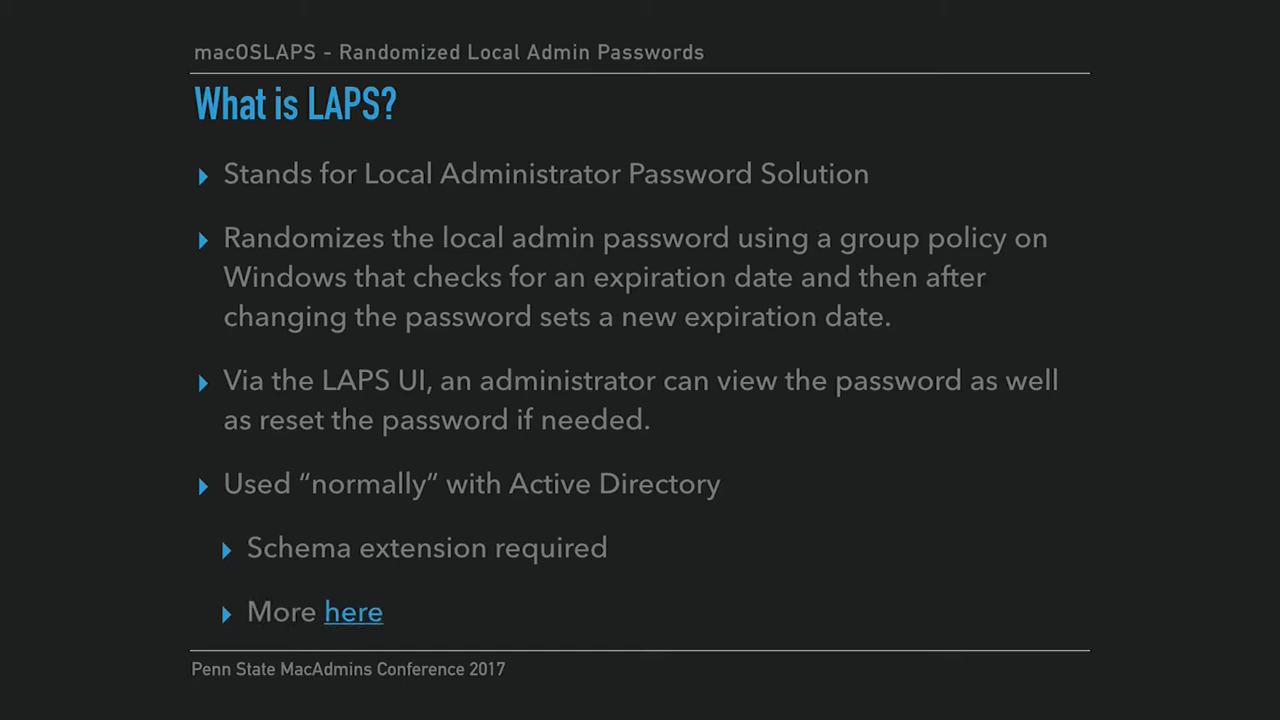 macOSLAPS - Randomized Local Admin Passwords
What is LAPS?
Stands for Local Administrator Password Solution
Randomizes the local admin password using a group policy on
Windows that checks for an expiration date and then after
changing the password sets a new expiration date.
Via the LAPS UI, an administrator can view the password as well
as reset the password if needed.
Used “normally” with Active Directory
Schema extension required
More here
Penn State MacAdmins Conference 2017